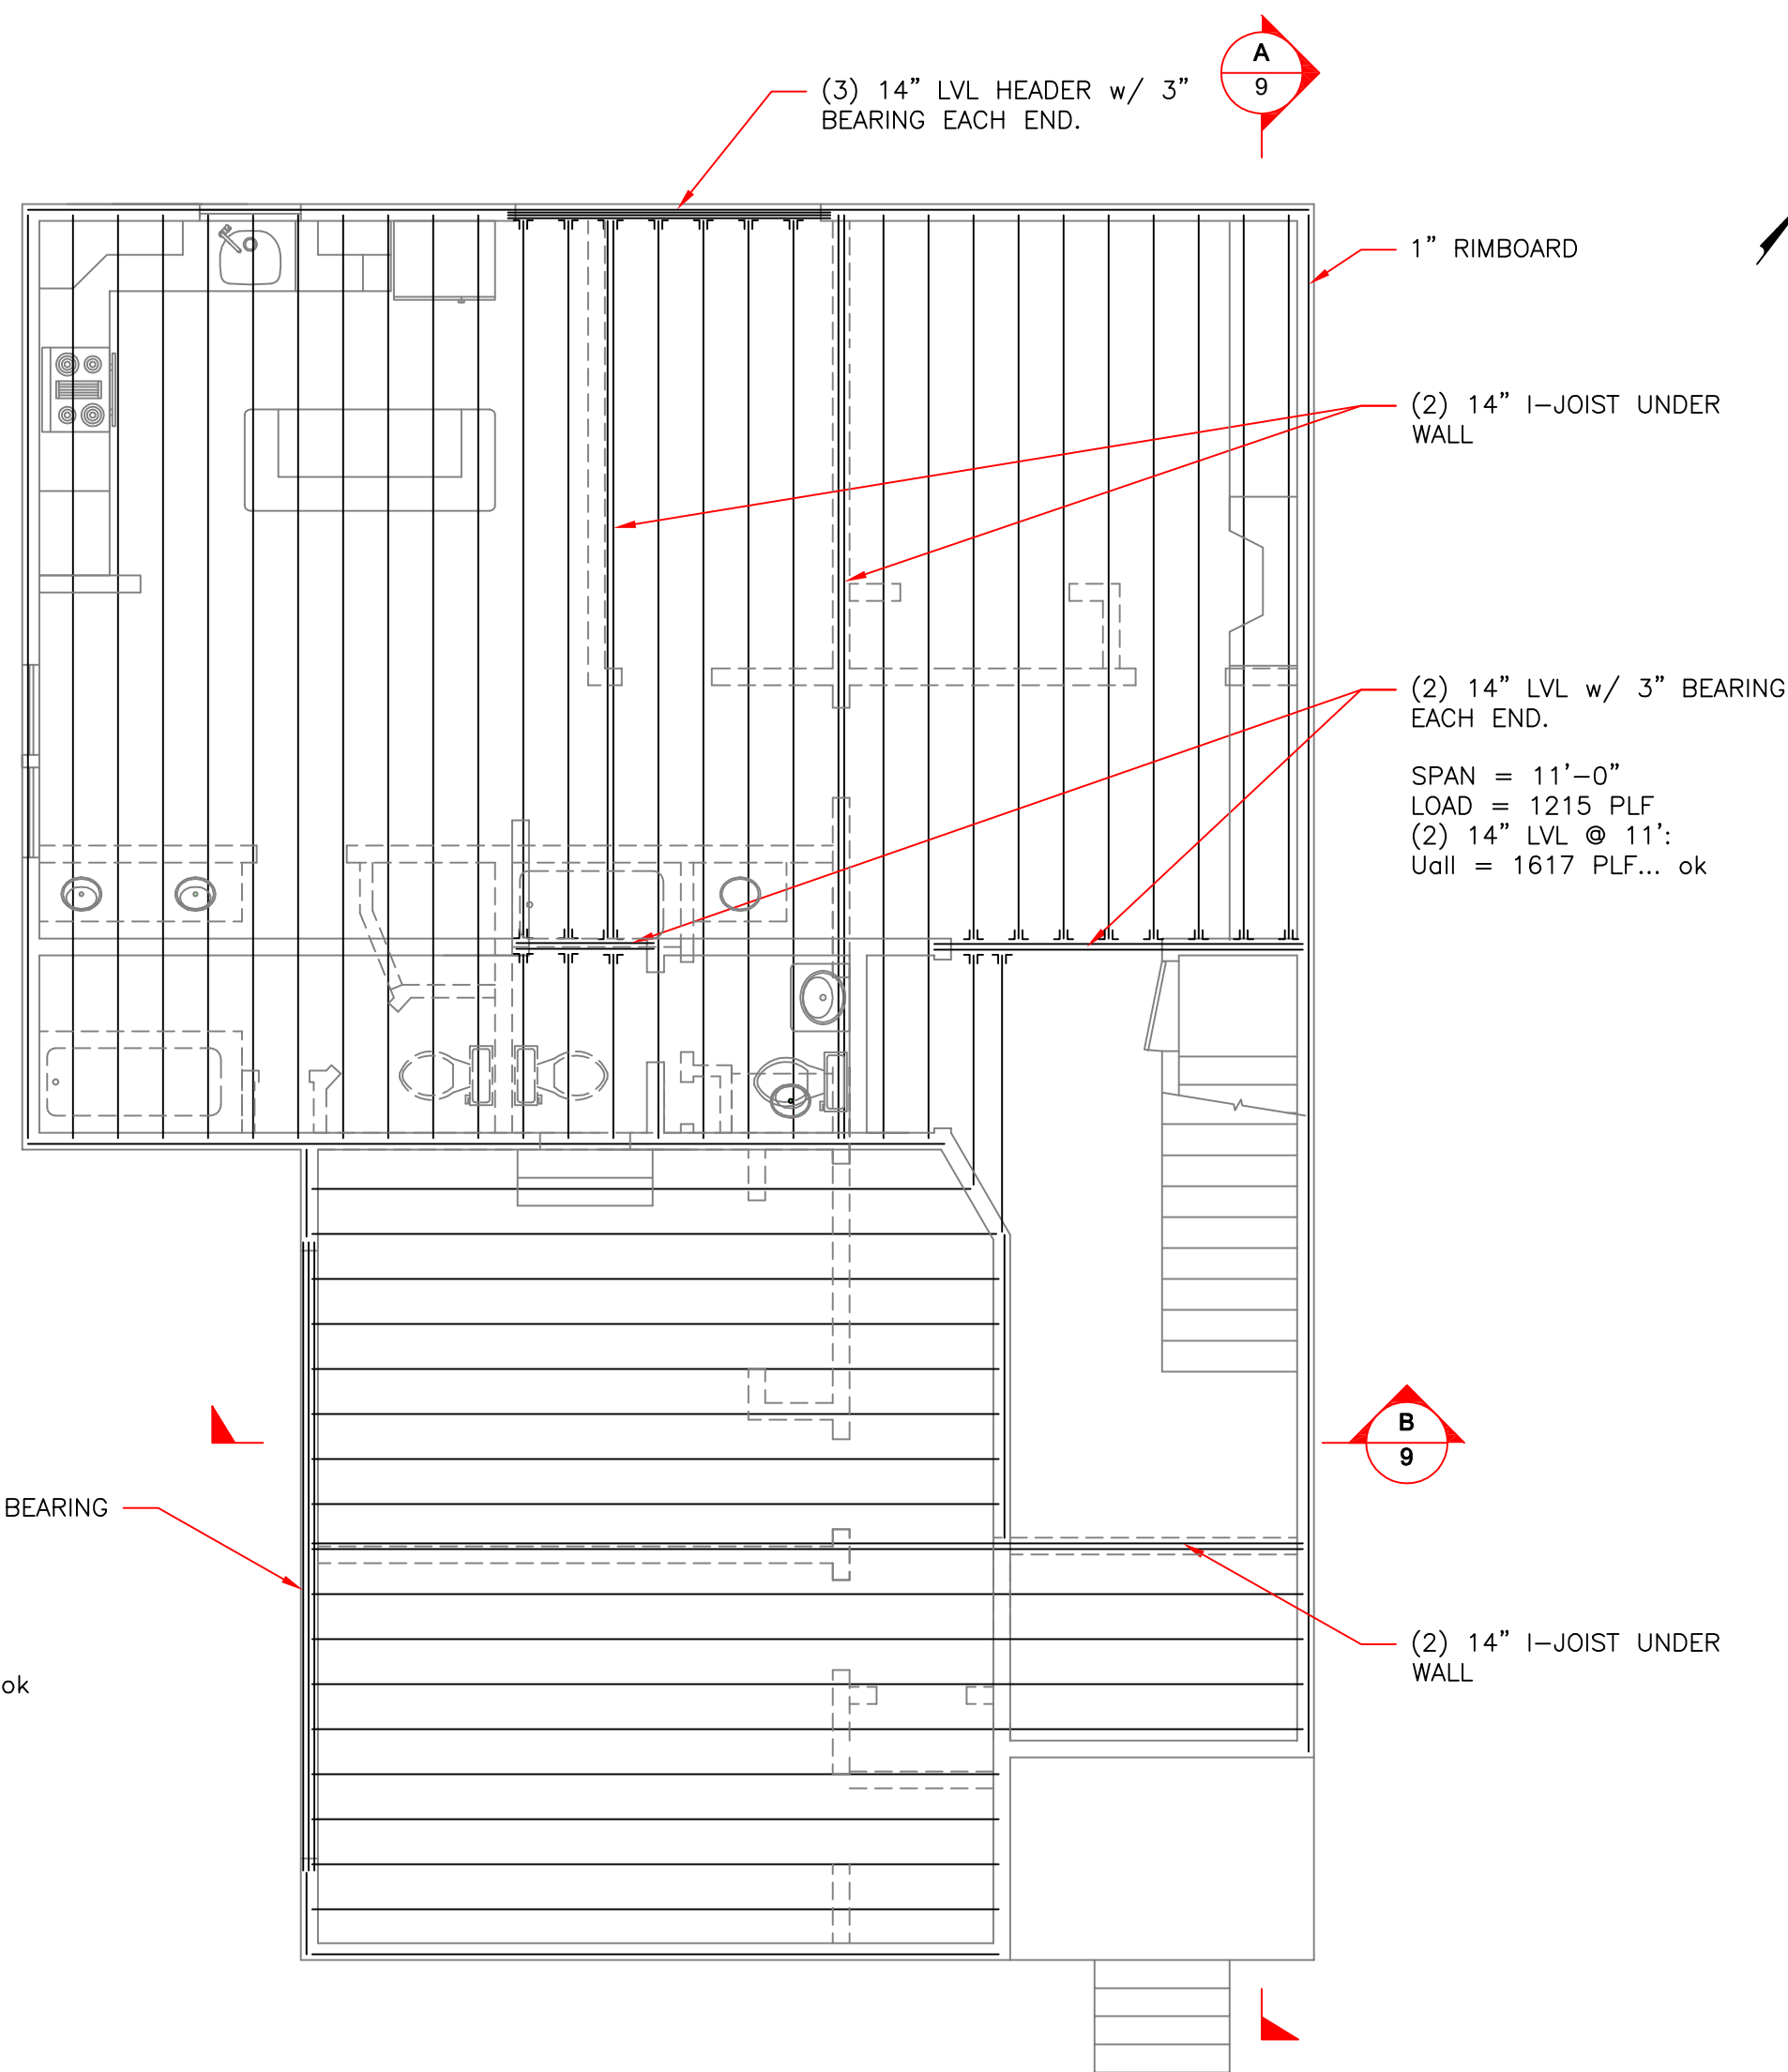 A
9
(3) 14" LVL HEADER w/ 3"
BEARING EACH END.
1" RIMBOARD
(2) 14" I-JOIST UNDER
WALL
(2) 14" LVL w/ 3" BEARING
EACH END.
SPAN = 11'-0"
LOAD = 1215 PLF
(2) 14" LVL @ 11':
Uall = 1617 PLF... ok
B
9
BEARING
(2) 14" I-JOIST UNDER
WALL
ok